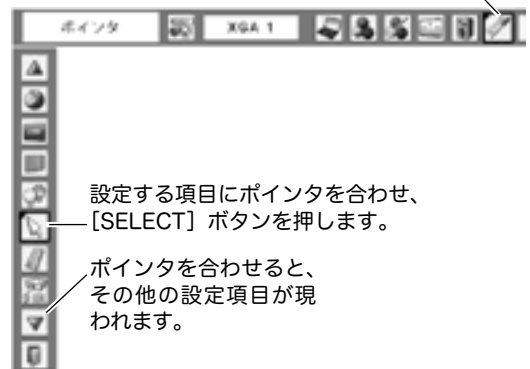 ポインタ
XGA 1
設定する項目にポインタを合わせ、
［SELECT］ボタンを押します。
ポインタを合わせると、
その他の設定項目が現
われます。